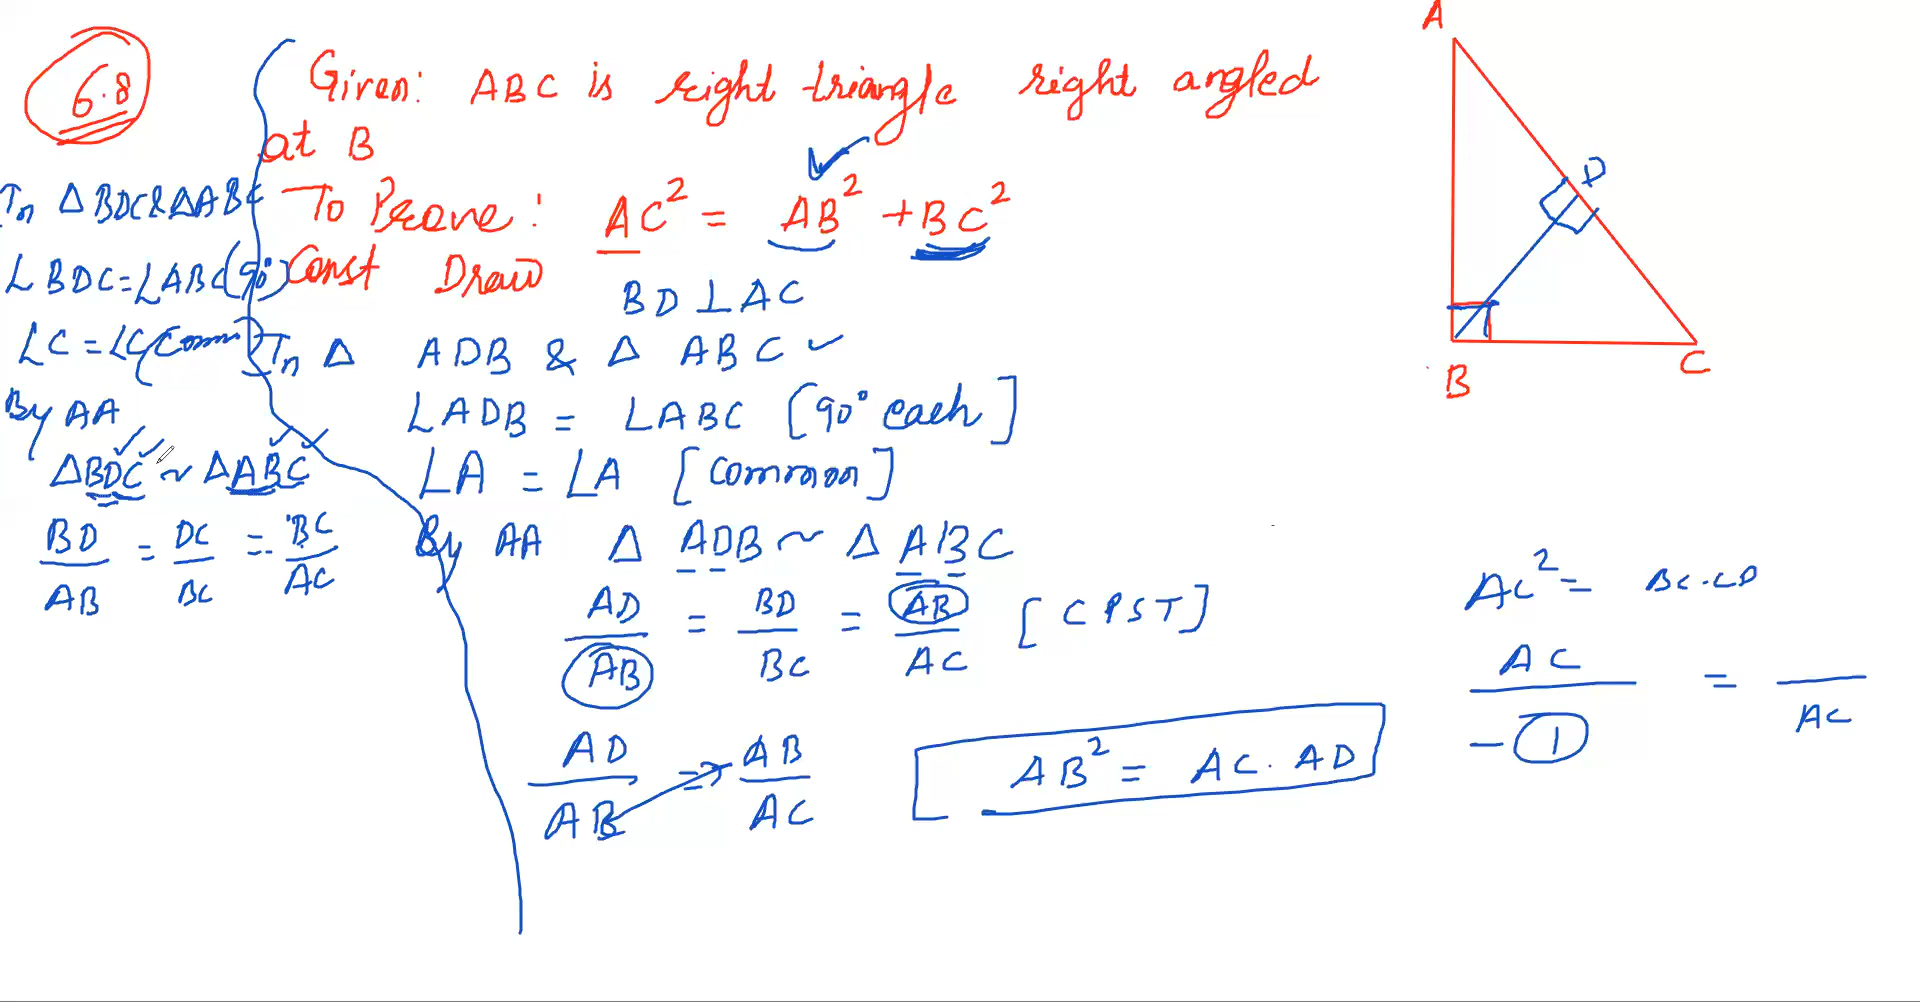 6.8
Given: ABC is right triangle right angled
at B
To Prove: AC² = AB² + BC²
Const Draw BD ⊥ AC
In Δ ADB & Δ ABC
∠ADB = ∠ABC [90° each]
∠A = ∠A [Common]
By AA Δ ADB ~ Δ ABC
AD/AB = BD/BC = AB/AC [CPST]
AD/AB = AB/AC
AB² = AC. AD - ①
In Δ BDC & ΔABC
∠BDC = ∠ABC (90°)
∠C = ∠C (Comm)
By AA
ΔBDC ~ ΔABC
BD/AB = DC/BC = BC/AC
A
D
B
C
AC² = BC.CD
AC/ = /AC